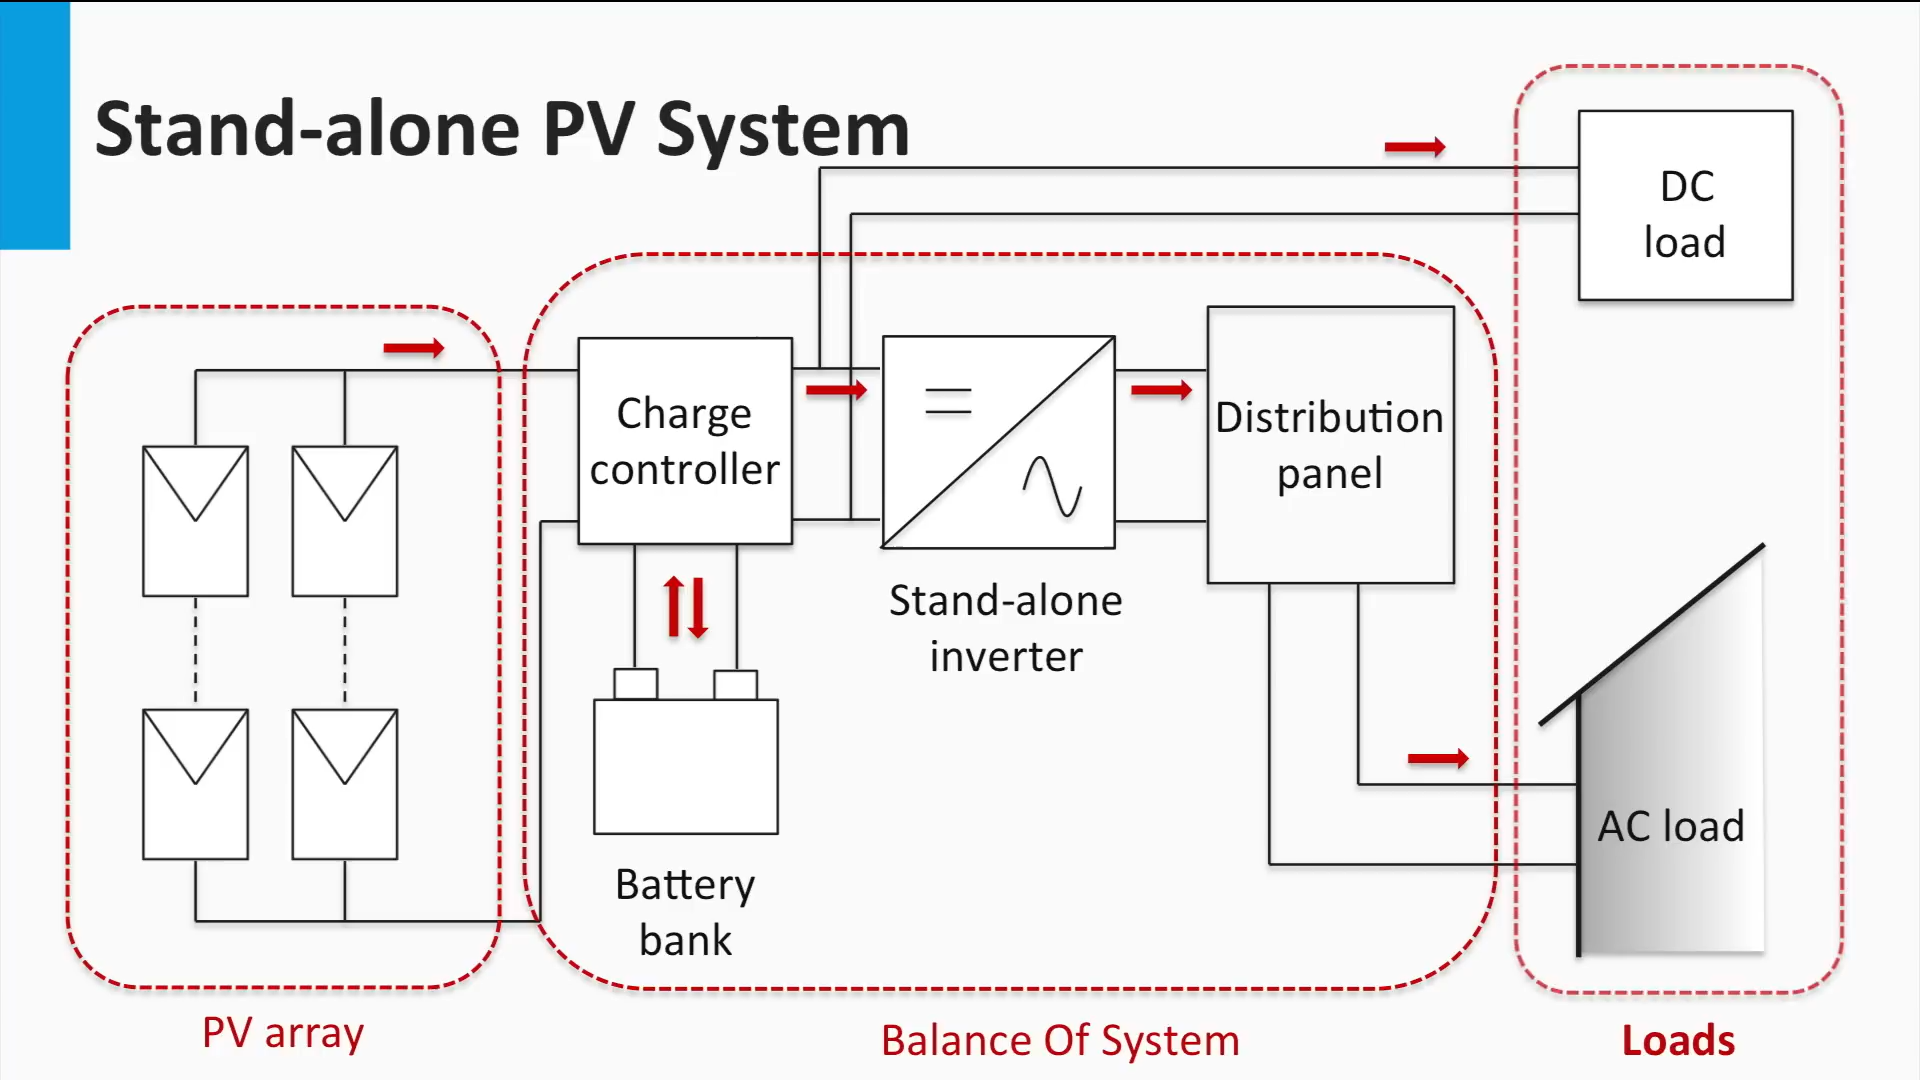 Stand-alone PV System
DC
load
Charge
controller
Distribution
panel
Stand-alone
inverter
AC load
Battery
bank
PV array
Balance Of System
Loads